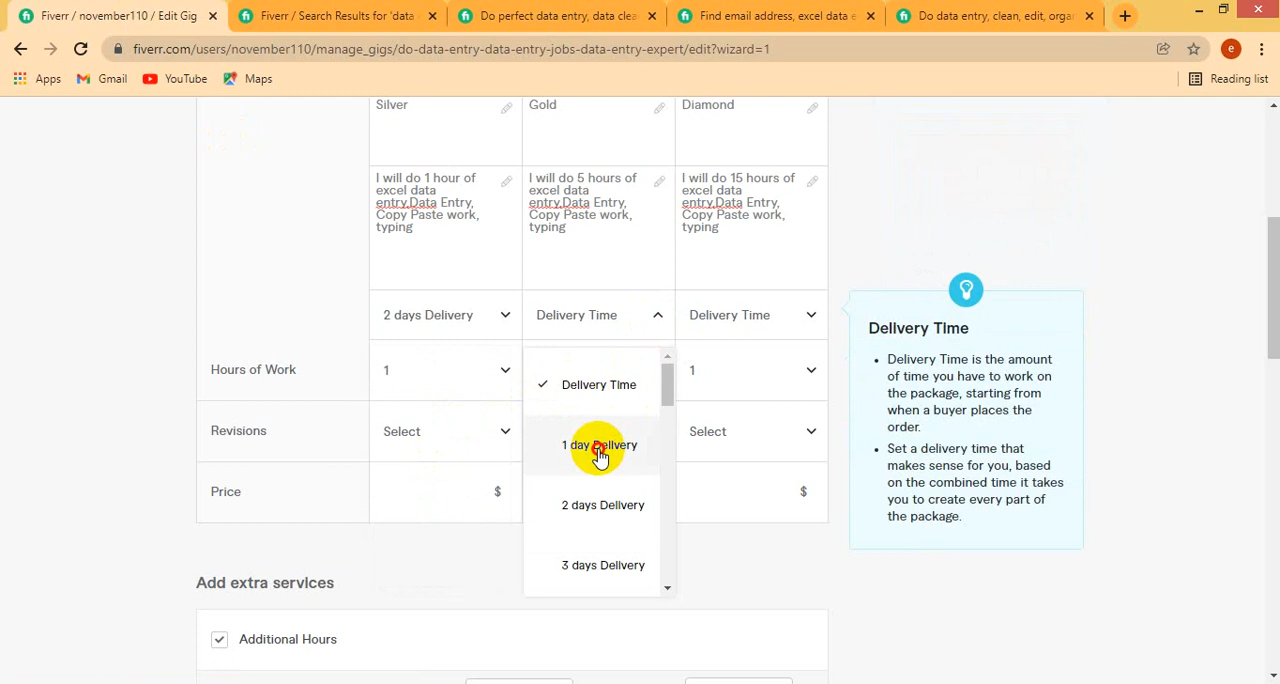 Fiverr / november110 / Edit Gig
Fiverr / Search Results for 'data
Do perfect data entry, data clea
Find email address, excel data e
Do data entry, clean, edit, orga
fiverr.com/users/november110/manage_gigs/do-data-entry-data-entry-jobs-data-entry-expert/edit?wizard=1
e
Apps
Gmail
YouTube
Maps
Reading list
Silver
Gold
Diamond
I will do 1 hour of
excel data
entry,Data Entry,
Copy Paste work,
typing
I will do 5 hours of
excel data
entry,Data Entry,
Copy Paste work,
typing
I will do 15 hours of
excel data
entry,Data Entry,
Copy Paste work,
typing
2 days Delivery
Delivery Time
Delivery Time
Hours of Work
1
1
Revisions
Select
Select
Price
$
$
Delivery Time
1 day Delivery
2 days Delivery
3 days Delivery
Delivery Time
• Delivery Time is the amount
of time you have to work on
the package, starting from
when a buyer places the
order.
• Set a delivery time that
makes sense for you, based
on the combined time it takes
you to create every part of
the package.
Add extra services
Additional Hours